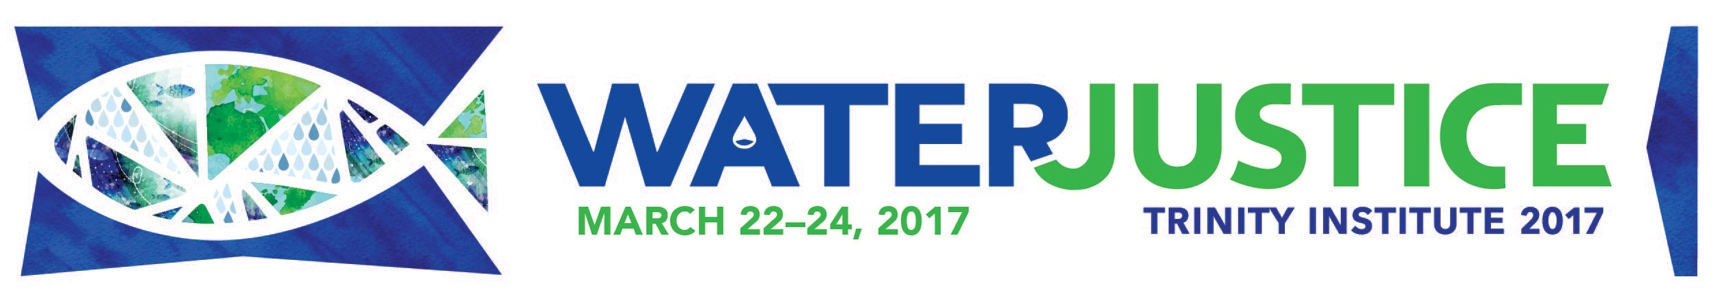 WATERJUSTICE
MARCH 22–24, 2017
TRINITY INSTITUTE 2017